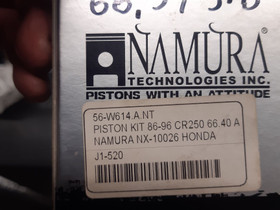 NAMURA
TECHNOLOGIES INC.
PISTONS WITH AN ATTITUDE
56-W614.A.NT
PISTON KIT 86-96 CR250 66.40 A
NAMURA NX-10026 HONDA
J1-520